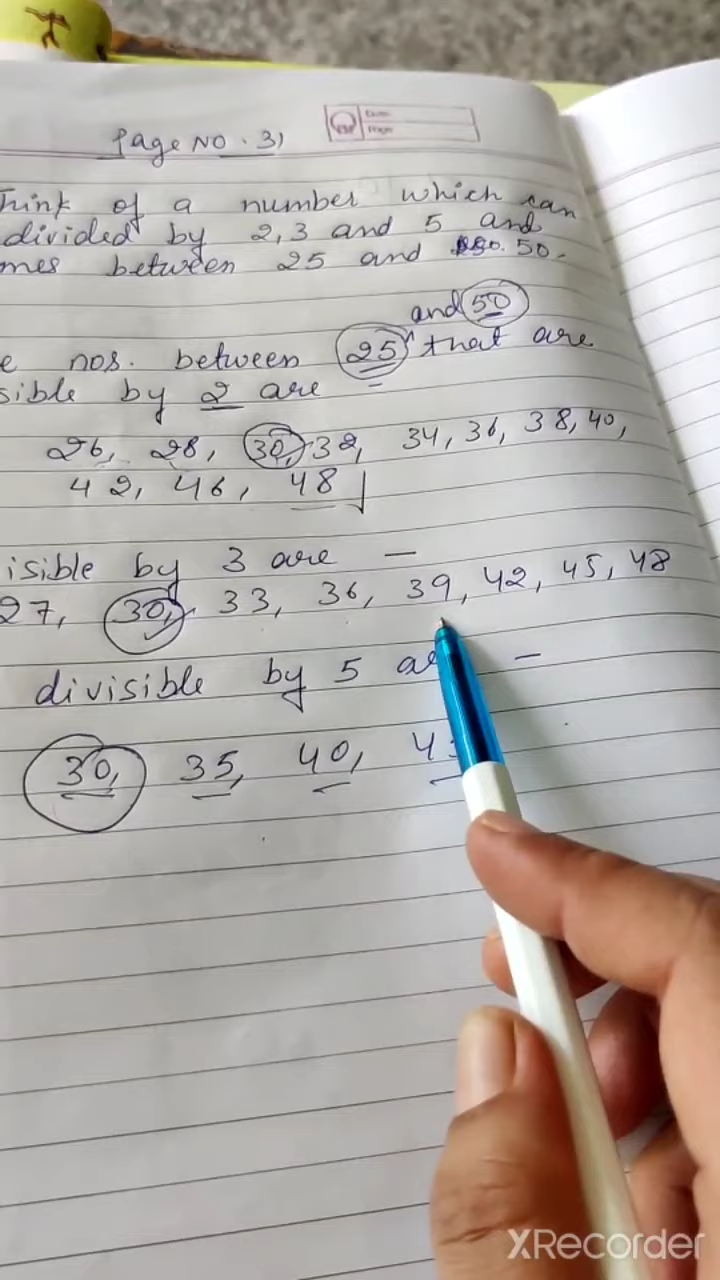 Page NO. 31
Date:
Page:
Think of a number which can
divided by 2,3 and 5 and
mes between 25 and 50.
and 50
e nos. between 25 that are
sible by 2 are -
26, 28, 30, 32, 34, 36, 38, 40,
42, 46, 48
isible by 3 are -
27, 30, 33, 36, 39, 42, 45, 48
divisible by 5 a -
30, 35, 40, 4
XRecorder